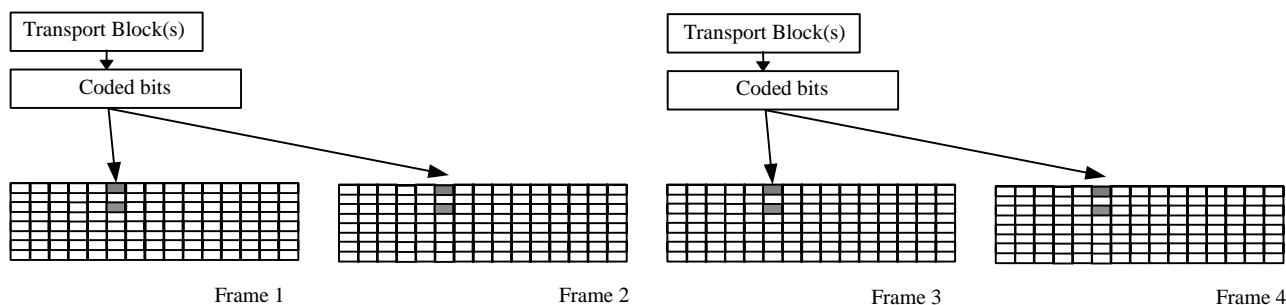 Transport Block(s)
Transport Block(s)
Coded bits
Coded bits
Frame 1
Frame 2
Frame 3
Frame 4